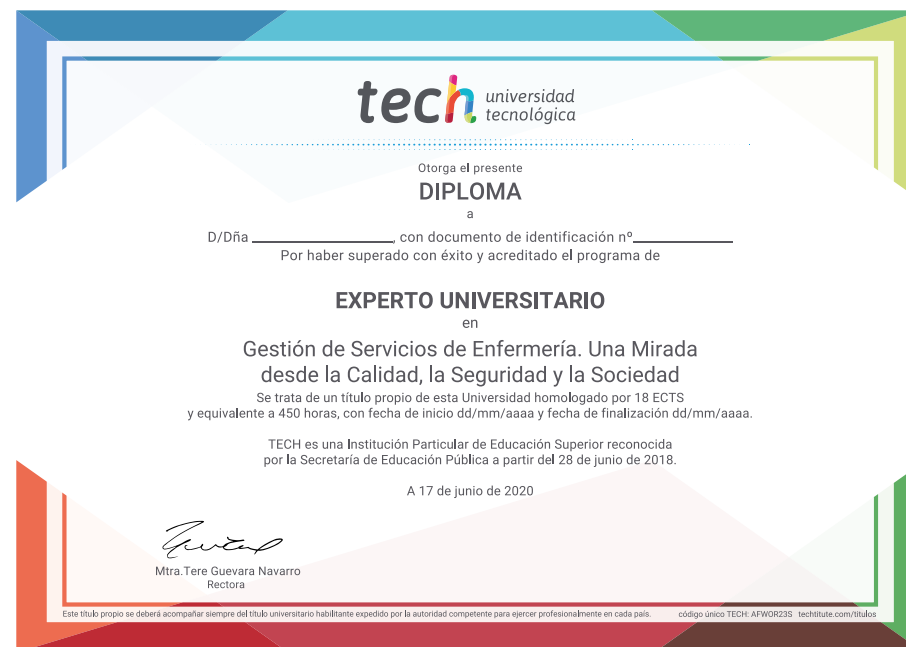 tech universidad
tecnológica
Otorga el presente
DIPLOMA
a
D/Dña ____________________, con documento de identificación nº______________
Por haber superado con éxito y acreditado el programa de
EXPERTO UNIVERSITARIO
en
Gestión de Servicios de Enfermería. Una Mirada
desde la Calidad, la Seguridad y la Sociedad
Se trata de un título propio de esta Universidad homologado por 18 ECTS
y equivalente a 450 horas, con fecha de inicio dd/mm/aaaa y fecha de finalización dd/mm/aaaa.
TECH es una Institución Particular de Educación Superior reconocida
por la Secretaría de Educación Pública a partir del 28 de junio de 2018.
A 17 de junio de 2020
Mtra.Tere Guevara Navarro
Rectora
Este título propio se deberá acompañar siempre del título universitario habilitante expedido por la autoridad competente para ejercer profesionalmente en cada país. código único TECH: AFWOR23S techtitute.com/titulos